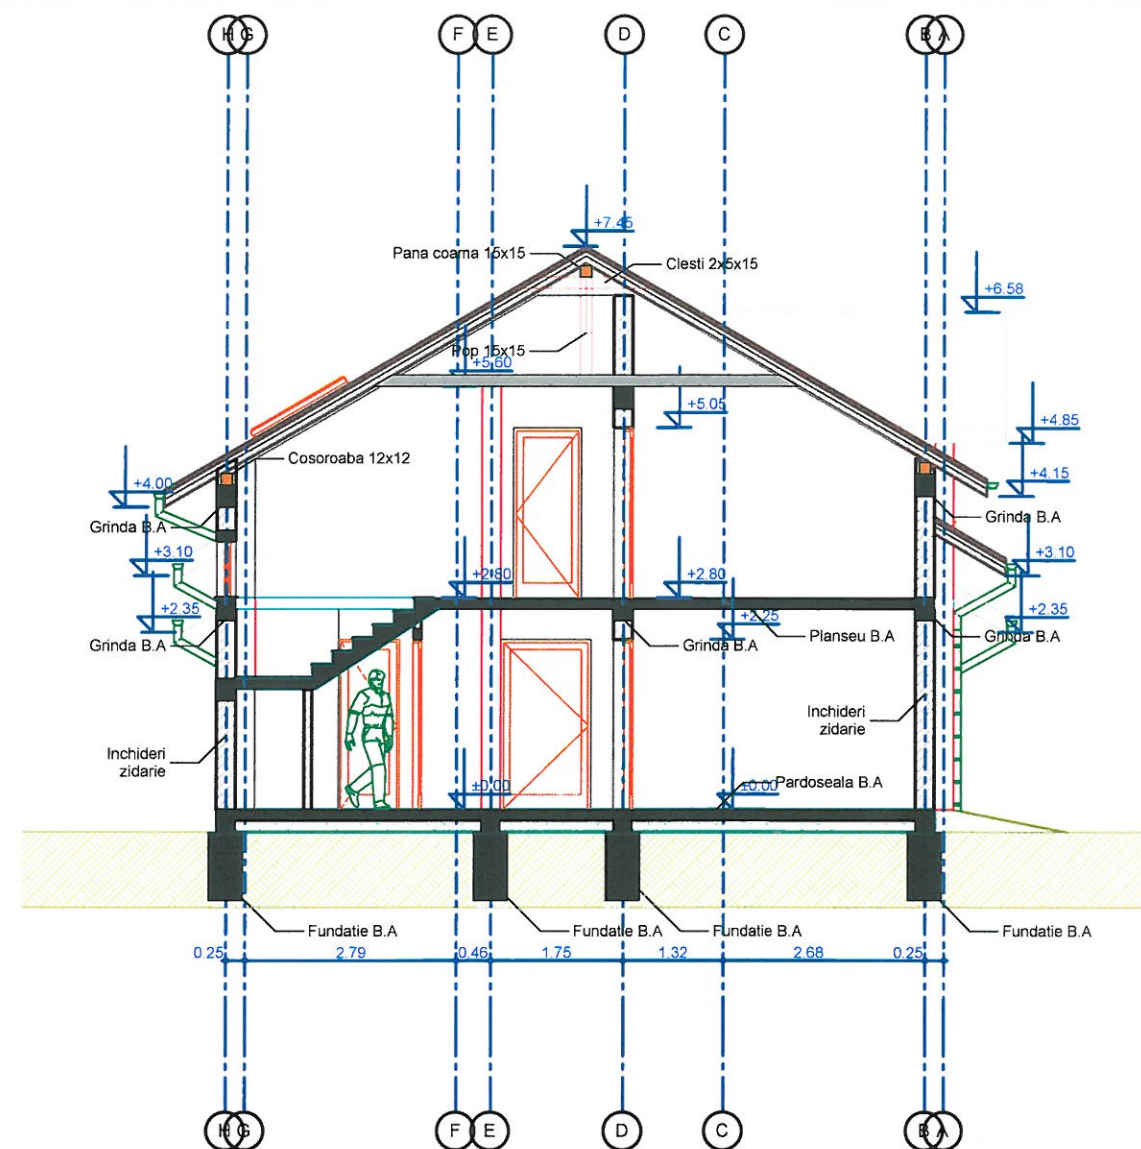 H G F E D C B A
+7.45
Pana coama 15x15
Clesti 2x5x15
+6.58
Pop 15x15
+5.60
+5.05
+4.85
Cosoroaba 12x12
+4.15
+4.00
Grinda B.A
Grinda B.A
+3.10
+3.10
+2.80
+2.80
+2.35
+2.25
+2.35
Grinda B.A
Grinda B.A
Planseu B.A
Grinda B.A
Inchideri
zidarie
Inchideri
zidarie
±0.00
±0.00
Pardoseala B.A
Fundatie B.A
Fundatie B.A
Fundatie B.A
Fundatie B.A
0.25 2.79 0.46 1.75 1.32 2.68 0.25
H G F E D C B A